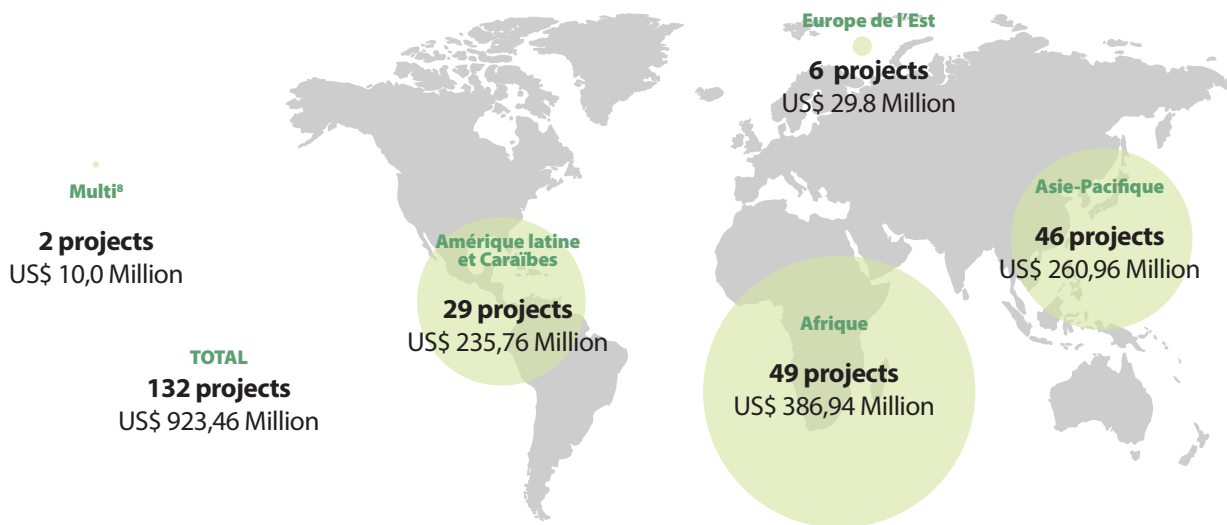 Europe de l’Est
6 projects
US$ 29.8 Million
Multi⁸
2 projects
US$ 10,0 Million
Amérique latine
et Caraïbes
29 projects
US$ 235,76 Million
Asie-Pacifique
46 projects
US$ 260,96 Million
Afrique
49 projects
US$ 386,94 Million
TOTAL
132 projects
US$ 923,46 Million